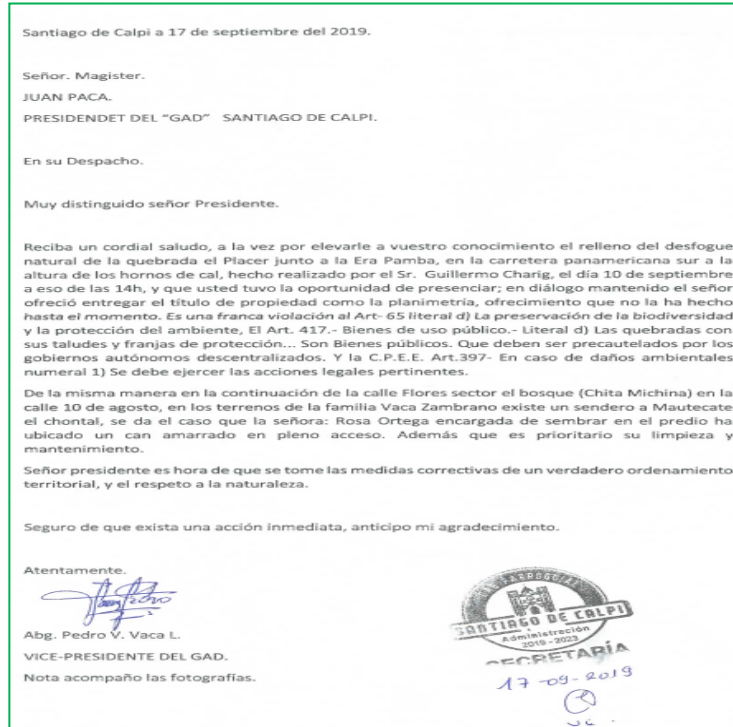 Santiago de Calpi a 17 de septiembre del 2019.
Señor. Magister.
JUAN PACA.
PRESIDENDET DEL “GAD”   SANTIAGO DE CALPI.
En su Despacho.
Muy distinguido señor Presidente.
Reciba un cordial saludo, a la vez por elevarle a vuestro conocimiento el relleno del desfogue
natural de la quebrada el Placer junto a la Era Pamba, en la carretera panamericana sur a la
altura de los hornos de cal, hecho realizado por el Sr.  Guillermo Charig, el día 10 de septiembre
a eso de las 14h, y que usted tuvo la oportunidad de presenciar; en diálogo mantenido el señor
ofreció entregar el título de propiedad como la planimetría, ofrecimiento que no la ha hecho
hasta el momento. Es una franca violación al Art- 65 literal d) La preservación de la biodiversidad
y la protección del ambiente, El Art. 417.- Bienes de uso público.- Literal d) Las quebradas con
sus taludes y franjas de protección... Son Bienes públicos. Que deben ser precautelados por los
gobiernos autónomos descentralizados. Y la C.P.E.E. Art.397- En caso de daños ambientales
numeral 1) Se debe ejercer las acciones legales pertinentes.
De la misma manera en la continuación de la calle Flores sector el bosque (Chita Michina) en la
calle 10 de agosto, en los terrenos de la familia Vaca Zambrano existe un sendero a Mautecate
el chontal, se da el caso que la señora: Rosa Ortega encargada de sembrar en el predio ha
ubicado un can amarrado en pleno acceso. Además que es prioritario su limpieza y
mantenimiento.
Señor presidente es hora de que se tome las medidas correctivas de un verdadero ordenamiento
territorial, y el respeto a la naturaleza.
Seguro de que exista una acción inmediata, anticipo mi agradecimiento.
Atentamente.
Abg. Pedro V. Vaca L.
VICE-PRESIDENTE DEL GAD.
Nota acompaño las fotografías.
SANTIAGO DE CALPI
Administración
2019 - 2023
SECRETARÍA
17-09-2019